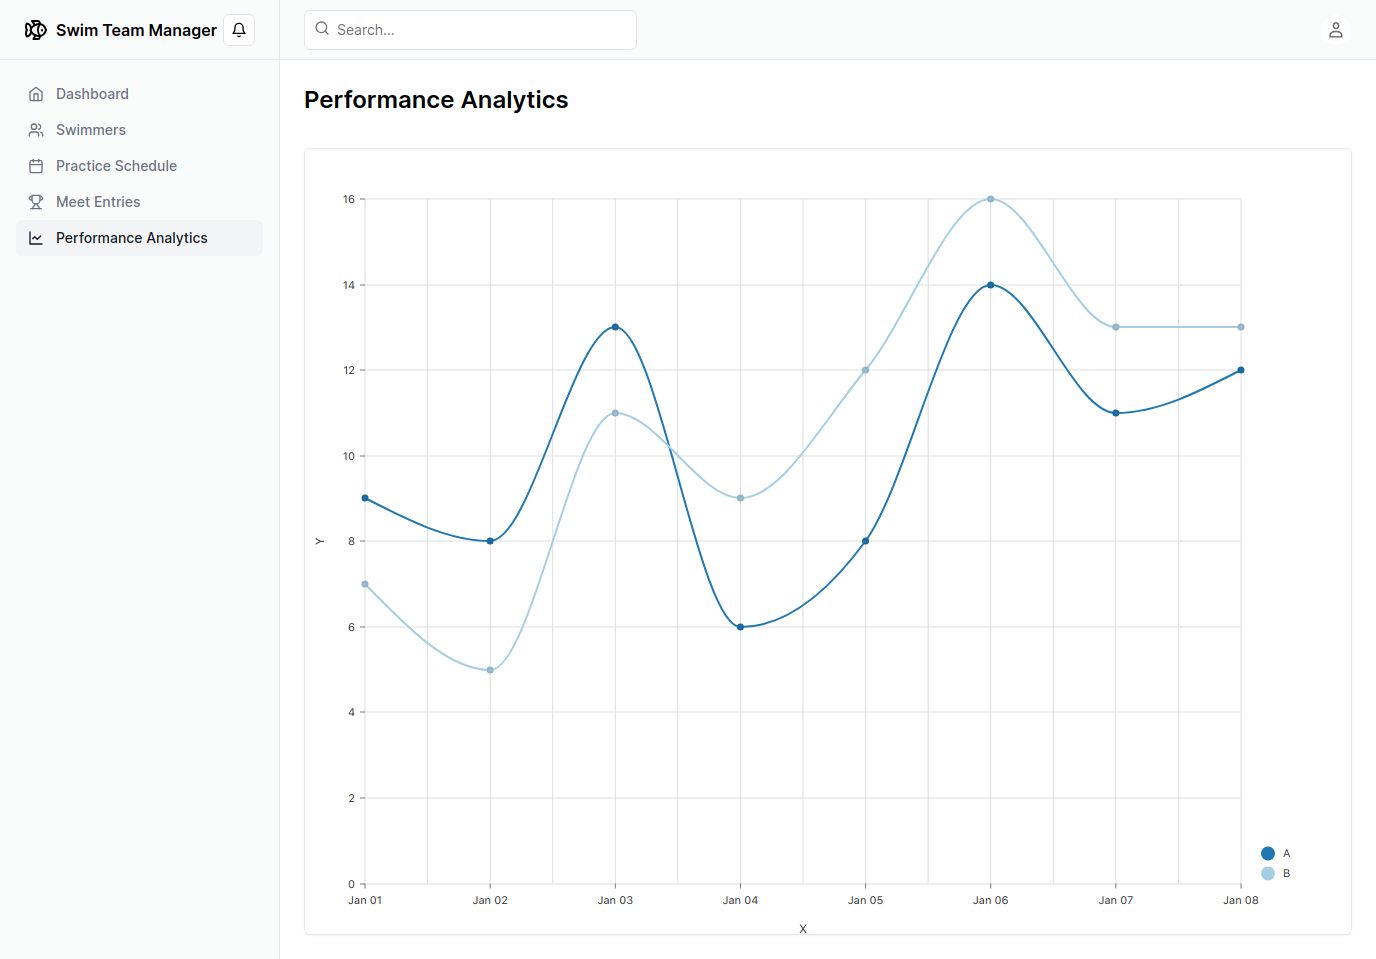 Swim Team Manager
Search...
Dashboard
Swimmers
Practice Schedule
Meet Entries
Performance Analytics
Performance Analytics
16
14
12
10
8
6
4
2
0
Y
Jan 01 Jan 02 Jan 03 Jan 04 Jan 05 Jan 06 Jan 07 Jan 08
X
A
B